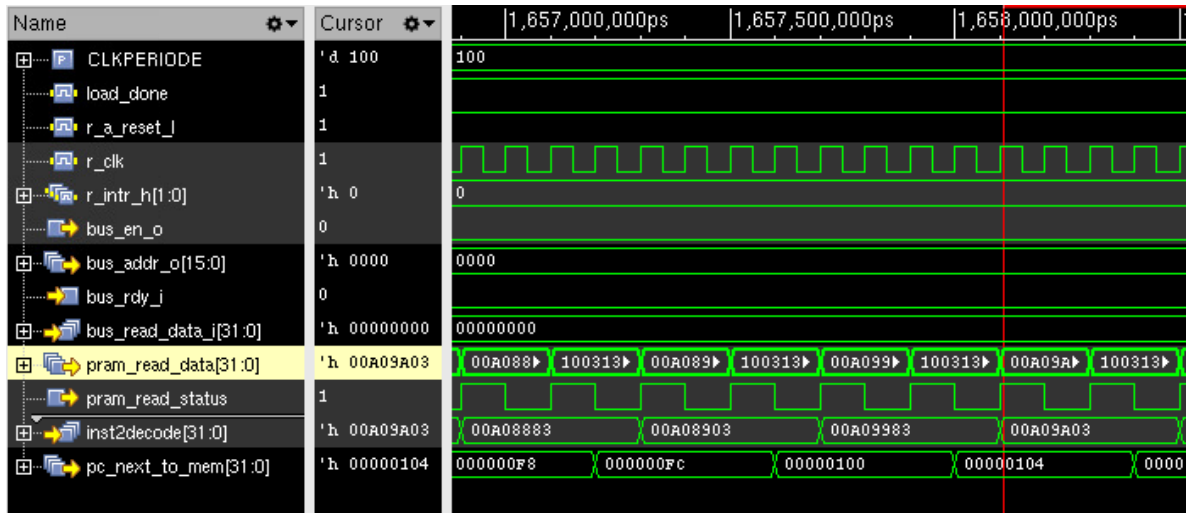 Name Cursor |1,657,000,000ps |1,657,500,000ps |1,658,000,000ps
CLKPERIODE 'd 100 100
load_done 1
r_a_reset_l 1
r_clk 1
r_intr_h[1:0] 'h 0 0
bus_en_o 0
bus_addr_o[15:0] 'h 0000 0000
bus_rdy_i 0
bus_read_data_i[31:0] 'h 00000000 00000000
pram_read_data[31:0] 'h 00A09A03 00A088 100313 00A089 100313 00A099 100313 00A09A 100313
pram_read_status 1
inst2decode[31:0] 'h 00A09A03 00A08883 00A08903 00A09983 00A09A03
pc_next_to_mem[31:0] 'h 00000104 000000F8 000000FC 00000100 00000104 0000